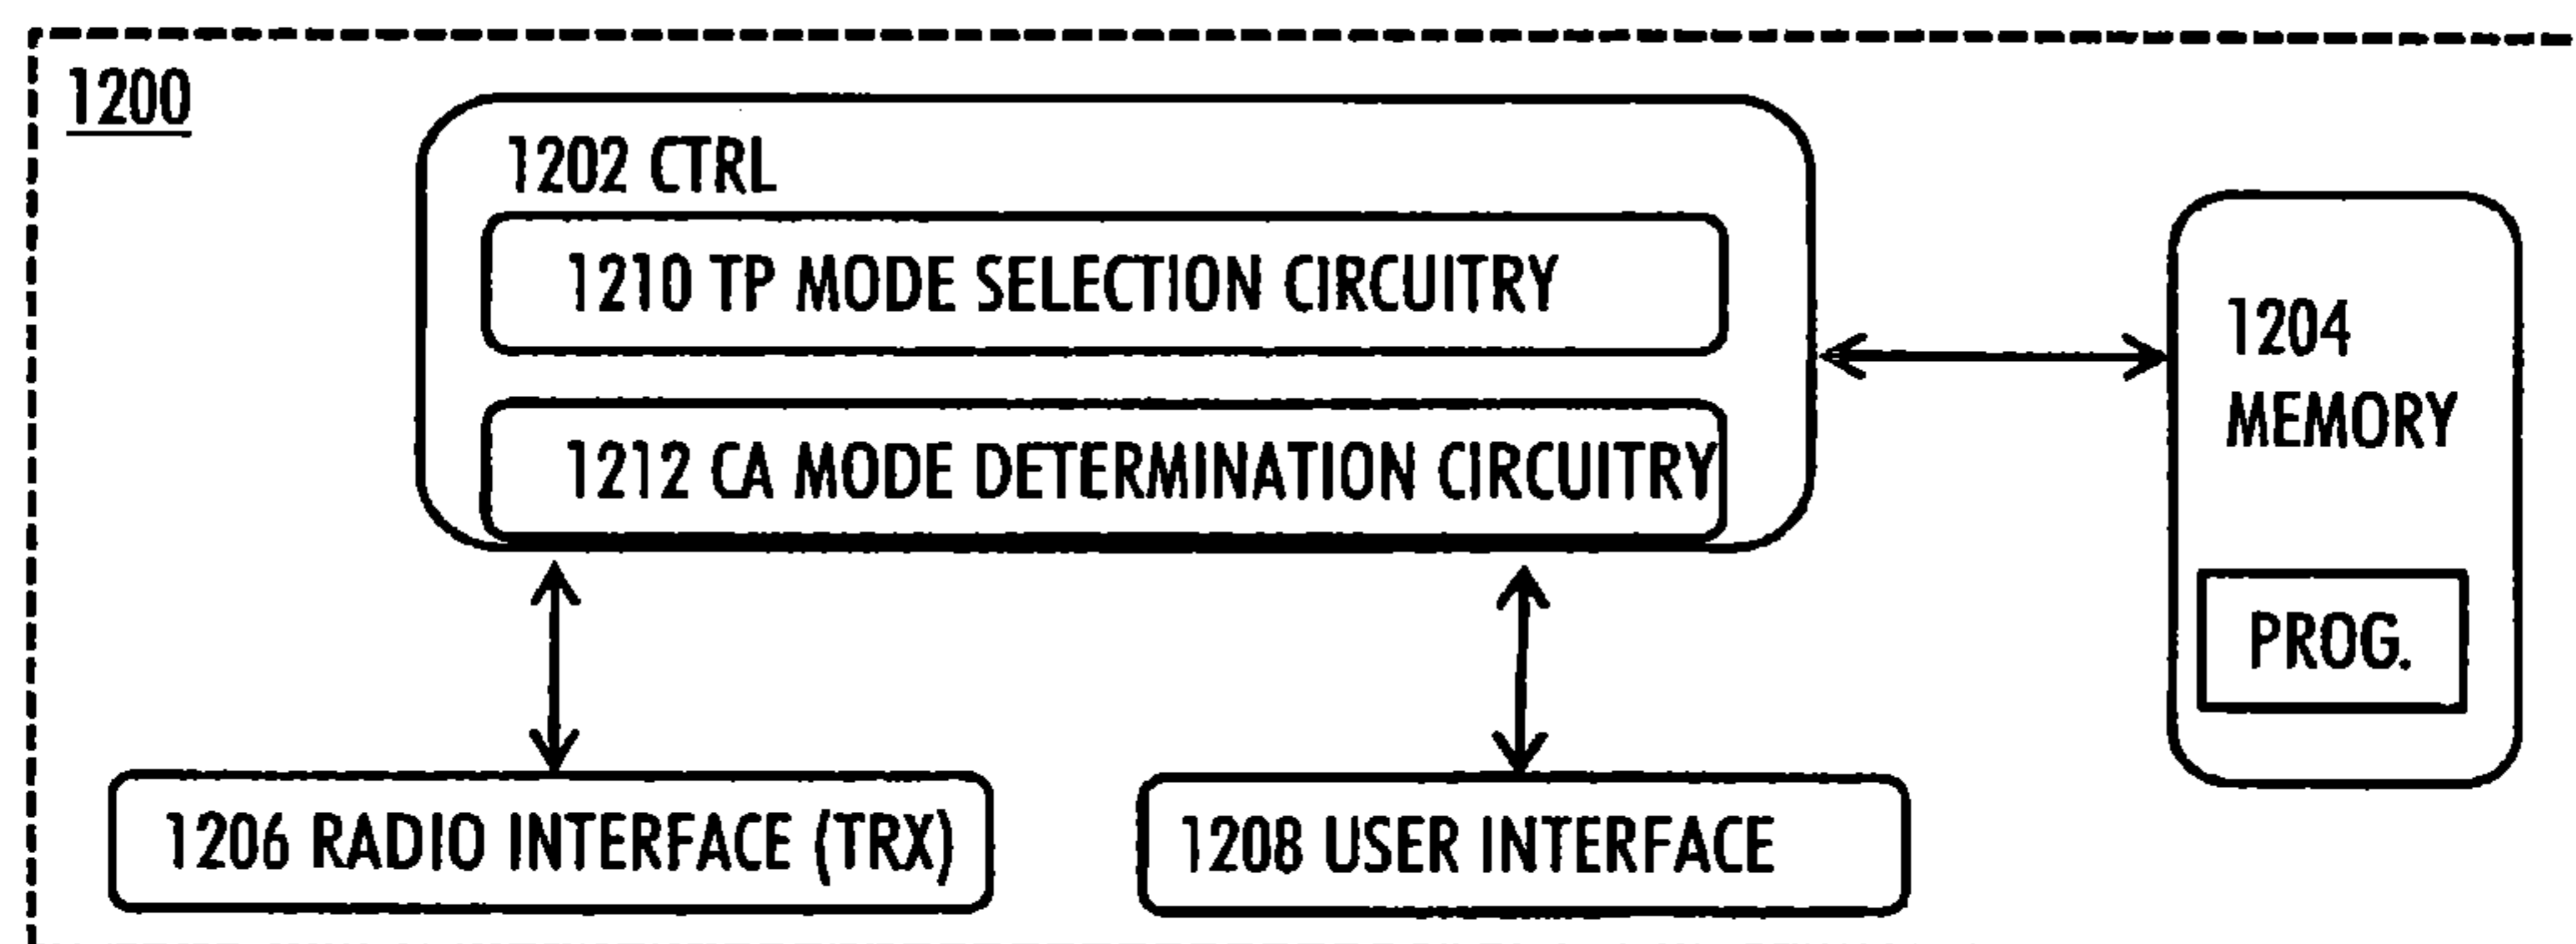 1200
1202 CTRL
1210 TP MODE SELECTION CIRCUITRY
1212 CA MODE DETERMINATION CIRCUITRY
1204
MEMORY
PROG.
1206 RADIO INTERFACE (TRX)
1208 USER INTERFACE